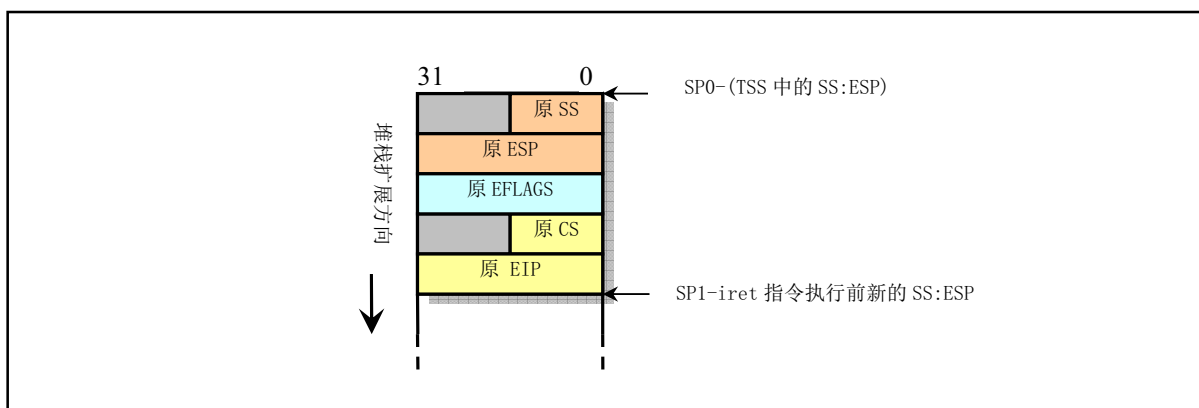 31 0
SP0-(TSS 中的 SS:ESP)
原 SS
原 ESP
原 EFLAGS
原 CS
原 EIP
堆栈扩展方向
SP1-iret 指令执行前新的 SS:ESP